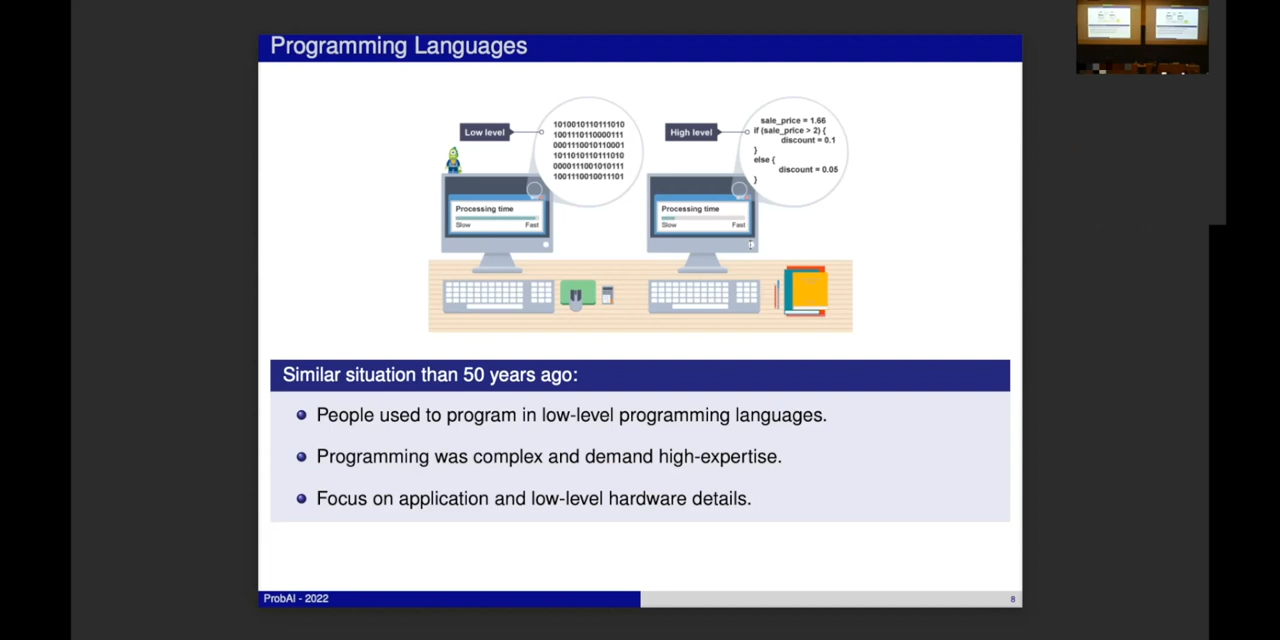 Programming Languages
Low level
1010010110111010
1001110110000111
0001110010110001
1011010110111010
0000111001010111
1001110010011101
Processing time
Slow Fast
High level
sale_price = 1.66
if (sale_price > 2) {
discount = 0.1
}
else {
discount = 0.05
}
Processing time
Slow Fast
Similar situation than 50 years ago:
People used to program in low-level programming languages.
Programming was complex and demand high-expertise.
Focus on application and low-level hardware details.
ProbAI - 2022
8